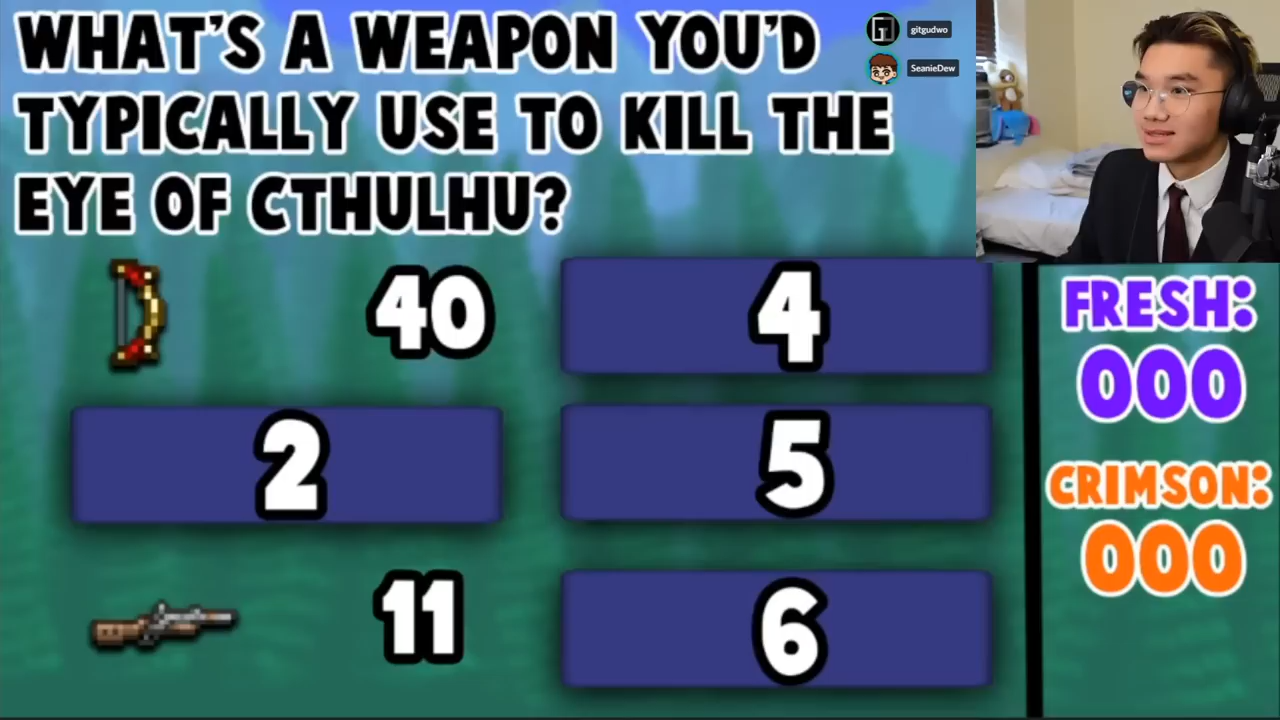 WHAT'S A WEAPON YOU'D
TYPICALLY USE TO KILL THE
EYE OF CTHULHU?
gitgudwo
SeanieDew
40
4
2
5
11
6
FRESH:
000
CRIMSON:
000